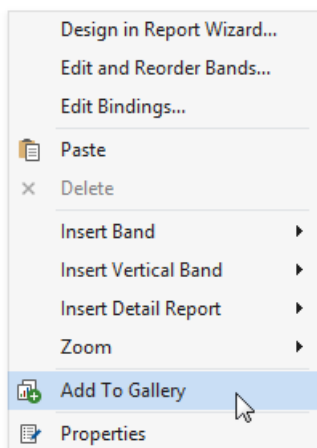 Design in Report Wizard...
Edit and Reorder Bands...
Edit Bindings...
Paste
Delete
Insert Band
Insert Vertical Band
Insert Detail Report
Zoom
Add To Gallery
Properties